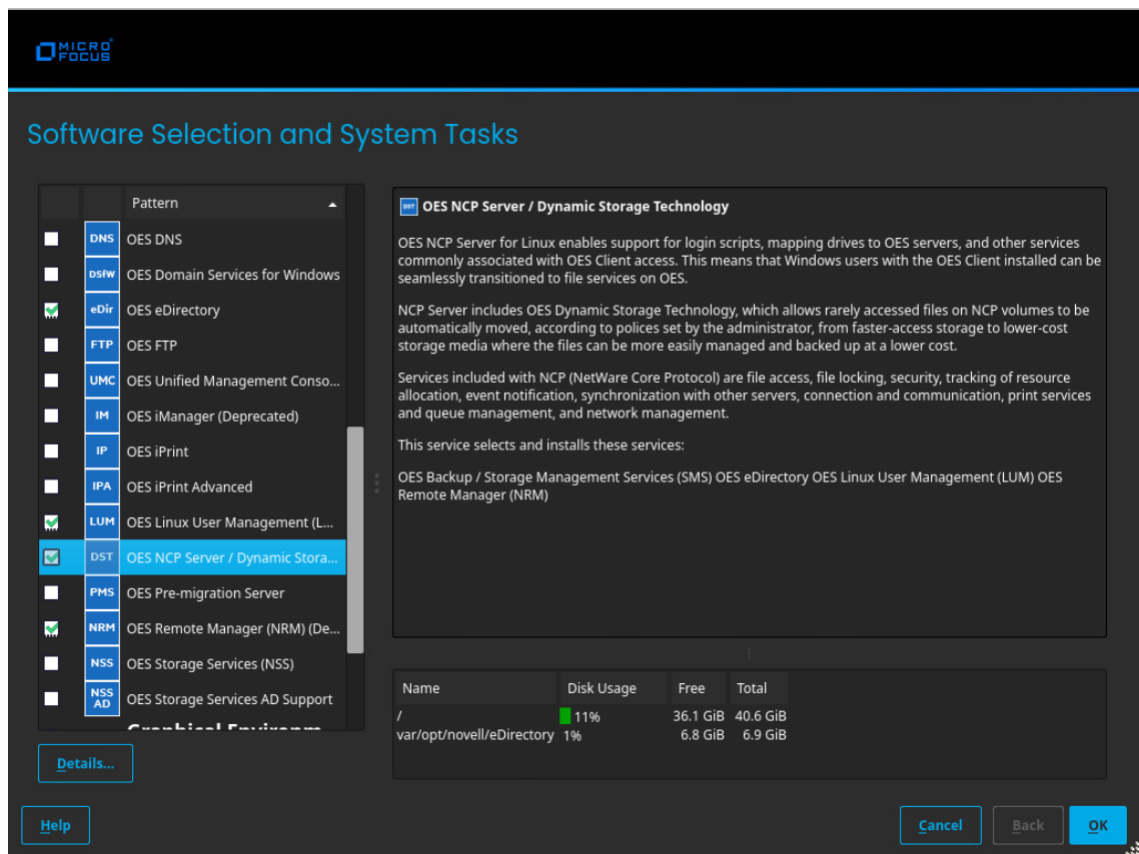 MICRO
FOCUS
Software Selection and System Tasks
Pattern
DNS OES DNS
DSfW OES Domain Services for Windows
eDir OES eDirectory
FTP OES FTP
UMC OES Unified Management Conso...
IM OES iManager (Deprecated)
IP OES iPrint
IPA OES iPrint Advanced
LUM OES Linux User Management (L...
DST OES NCP Server / Dynamic Stora...
PMS OES Pre-migration Server
NRM OES Remote Manager (NRM) (De...
NSS OES Storage Services (NSS)
NSS AD OES Storage Services AD Support
Graphical Environm
Details...
DST OES NCP Server / Dynamic Storage Technology
OES NCP Server for Linux enables support for login scripts, mapping drives to OES servers, and other services
commonly associated with OES Client access. This means that Windows users with the OES Client installed can be
seamlessly transitioned to file services on OES.
NCP Server includes OES Dynamic Storage Technology, which allows rarely accessed files on NCP volumes to be
automatically moved, according to polices set by the administrator, from faster-access storage to lower-cost
storage media where the files can be more easily managed and backed up at a lower cost.
Services included with NCP (NetWare Core Protocol) are file access, file locking, security, tracking of resource
allocation, event notification, synchronization with other servers, connection and communication, print services
and queue management, and network management.
This service selects and installs these services:
OES Backup / Storage Management Services (SMS) OES eDirectory OES Linux User Management (LUM) OES
Remote Manager (NRM)
Name Disk Usage Free Total
/ 11% 36.1 GiB 40.6 GiB
var/opt/novell/eDirectory 1% 6.8 GiB 6.9 GiB
Help
Cancel
Back
OK